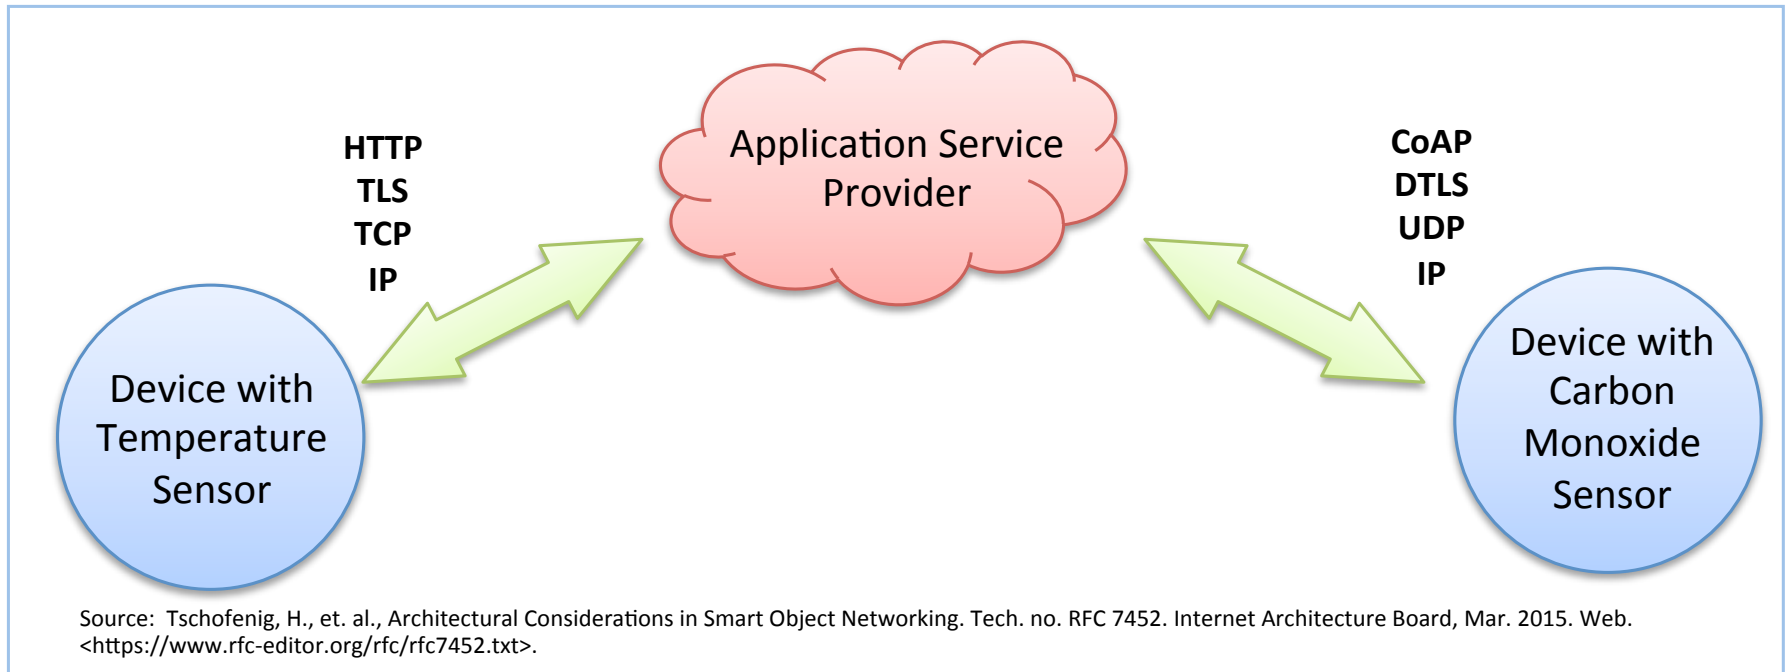 HTTP
TLS
TCP
IP
Application Service
Provider
CoAP
DTLS
UDP
IP
Device with
Temperature
Sensor
Device with
Carbon
Monoxide
Sensor
Source:  Tschofenig, H., et. al., Architectural Considerations in Smart Object Networking. Tech. no. RFC 7452. Internet Architecture Board, Mar. 2015. Web.
<https://www.rfc-editor.org/rfc/rfc7452.txt>.